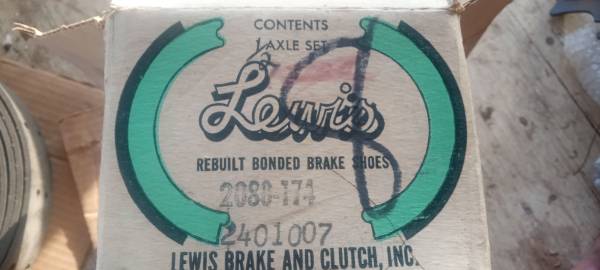 CONTENTS
1 AXLE SET
Lewis
REBUILT BONDED BRAKE SHOES
2080-174
2401007
LEWIS BRAKE AND CLUTCH, INC.